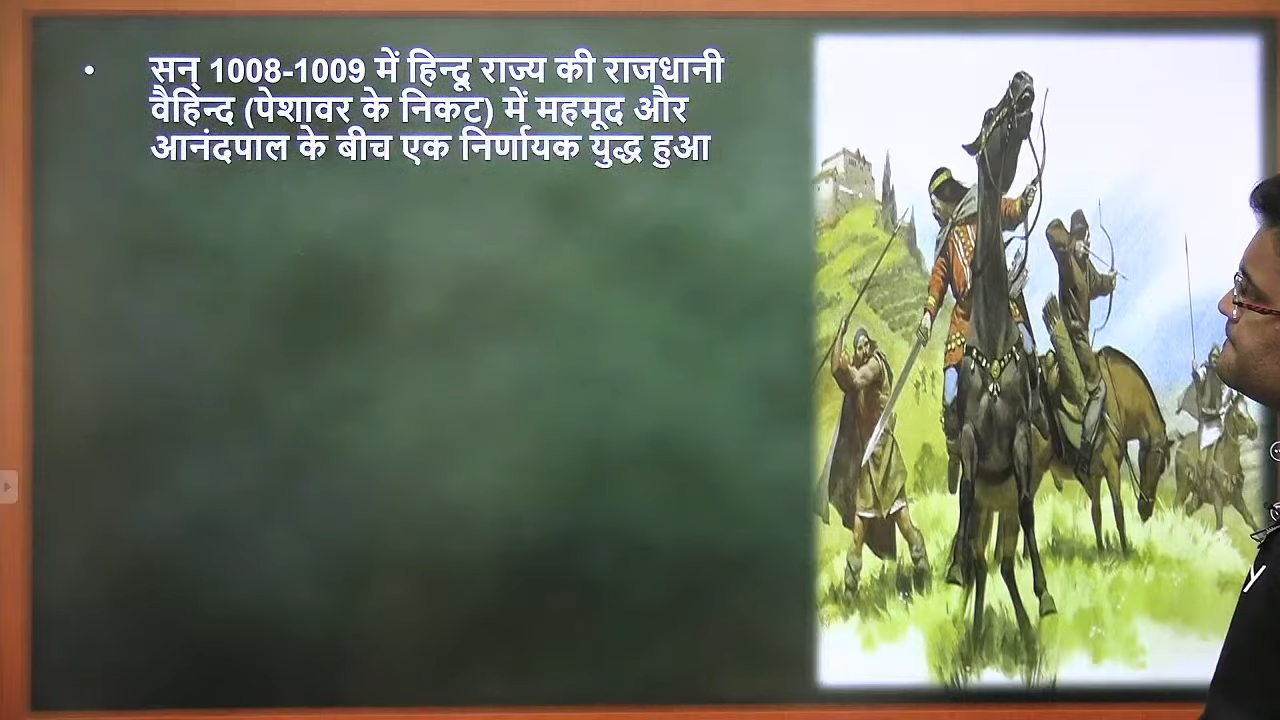 • सन् 1008-1009 में हिन्दू राज्य की राजधानी
वैहिन्द (पेशावर के निकट) में महमूद और
आनंदपाल के बीच एक निर्णायक युद्ध हुआ
y